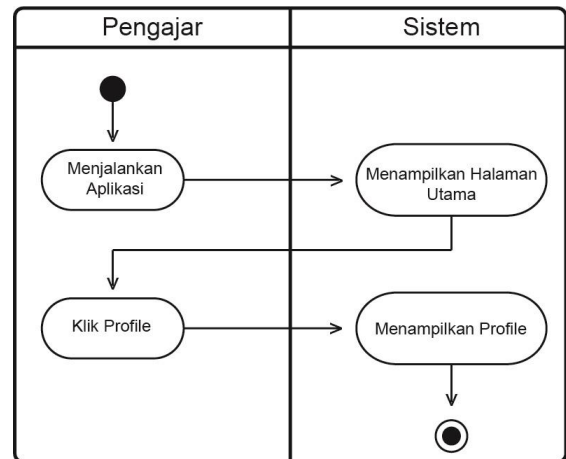 Pengajar
Sistem
Menjalankan
Aplikasi
Menampilkan Halaman
Utama
Klik Profile
Menampilkan Profile